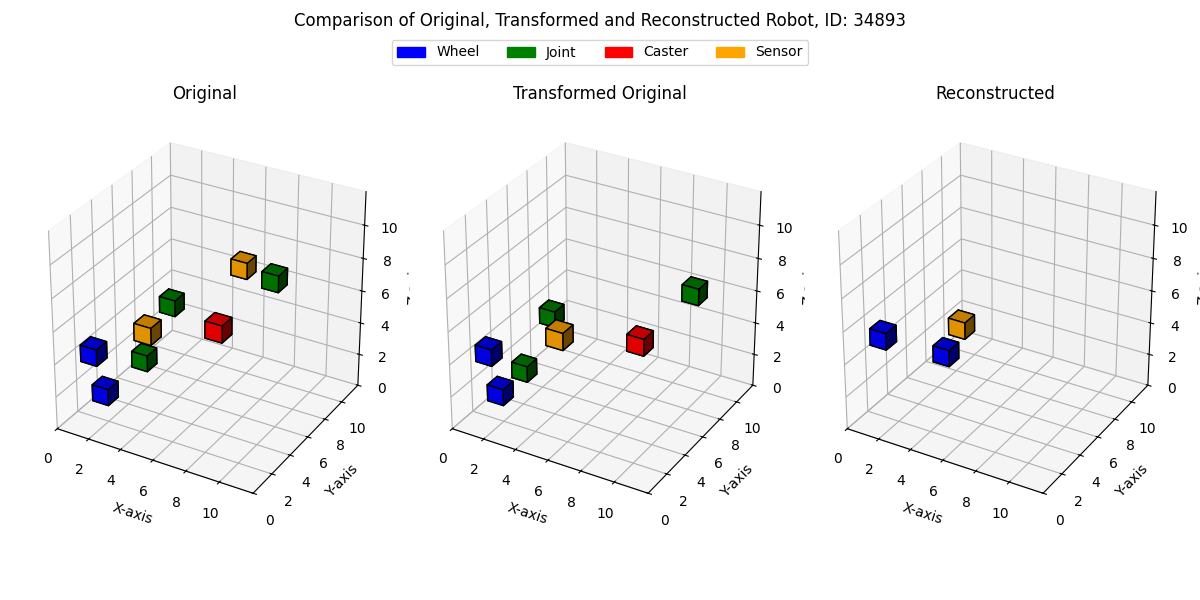 Comparison of Original, Transformed and Reconstructed Robot, ID: 34893
Wheel Joint Caster Sensor
Original Transformed Original Reconstructed
10
8
6
4
2
0
0 2 4 6 8 10
X-axis
0 2 4 6 8 10
Y-axis
10
8
6
4
2
0
0 2 4 6 8 10
X-axis
0 2 4 6 8 10
Y-axis
10
8
6
4
2
0
0 2 4 6 8 10
X-axis
0 2 4 6 8 10
Y-axis